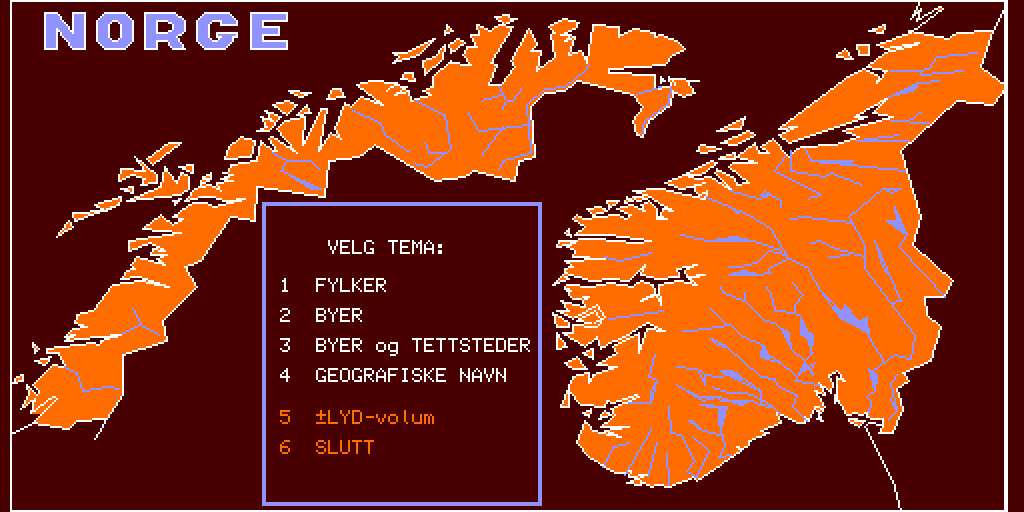 NORGE
VELG TEMA:
1 FYLKER
2 BYER
3 BYER og TETTSTEDER
4 GEOGRAFISKE NAVN
5 ±LYD-volum
6 SLUTT